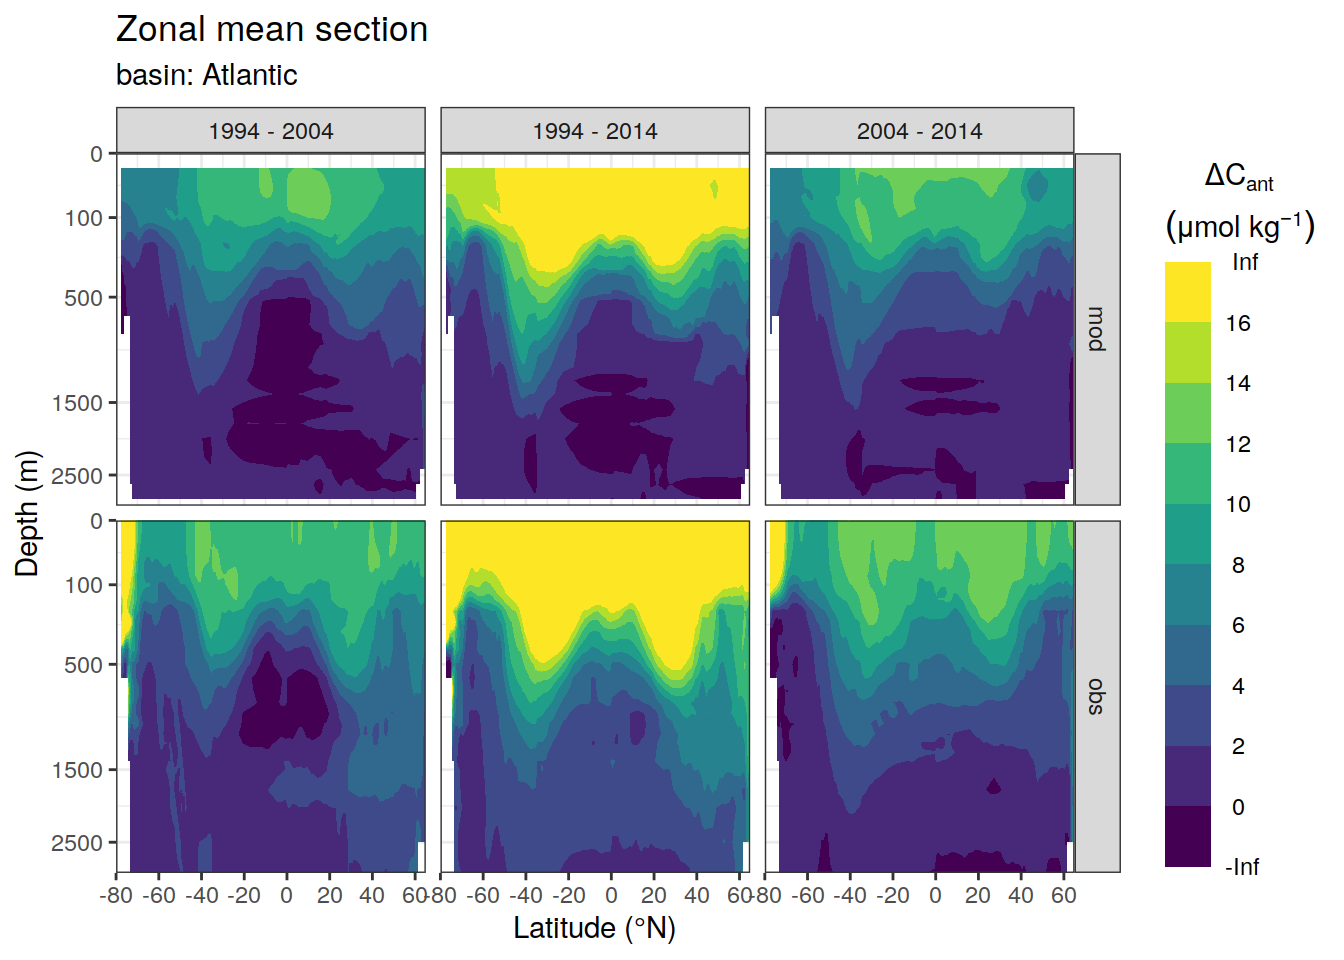 Zonal mean section
basin: Atlantic
1994 - 2004
1994 - 2014
2004 - 2014
0
100
500
1500
2500
mod
0
100
500
1500
2500
obs
Depth (m)
-80 -60 -40 -20 0 20 40 60
-80 -60 -40 -20 0 20 40 60
-80 -60 -40 -20 0 20 40 60
Latitude (°N)
ΔCant
(μmol kg⁻¹)
Inf
16
14
12
10
8
6
4
2
0
-Inf